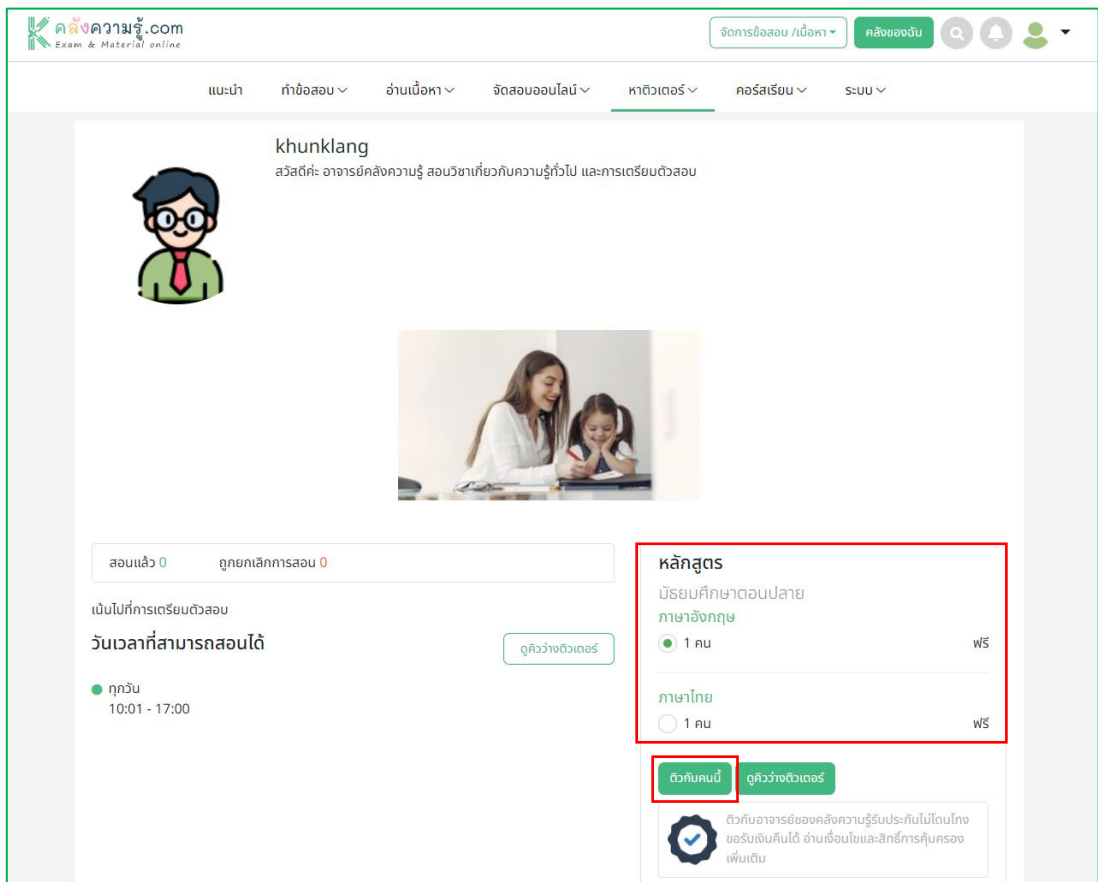 คลังความรู้.com
Exam & Material online
จัดการข้อสอบ /เนื้อหา
คลังของฉัน
แนะนำ ทำข้อสอบ อ่านเนื้อหา จัดสอบออนไลน์ หาติวเตอร์ คอร์สเรียน ระบบ
khunklang
สวัสดีค่ะ อาจารย์คลังความรู้ สอนวิชาเกี่ยวกับความรู้ทั่วไป และการเตรียมตัวสอบ
สอนแล้ว 0 ถูกยกเลิกการสอน 0
เน้นไปที่การเตรียมตัวสอบ
วันเวลาที่สามารถสอนได้
ดูคิวว่างติวเตอร์
ทุกวัน
10:01 - 17:00
หลักสูตร
มัธยมศึกษาตอนปลาย
ภาษาอังกฤษ
1 คน ฟรี
ภาษาไทย
1 คน ฟรี
ติวกับคนนี้ ดูคิวว่างติวเตอร์
ติวกับอาจารย์ของคลังความรู้รับประกันไม่โดนโกง
ขอรับเงินคืนได้ อ่านเงื่อนไขและสิทธิ์การคุ้มครอง
เพิ่มเติม